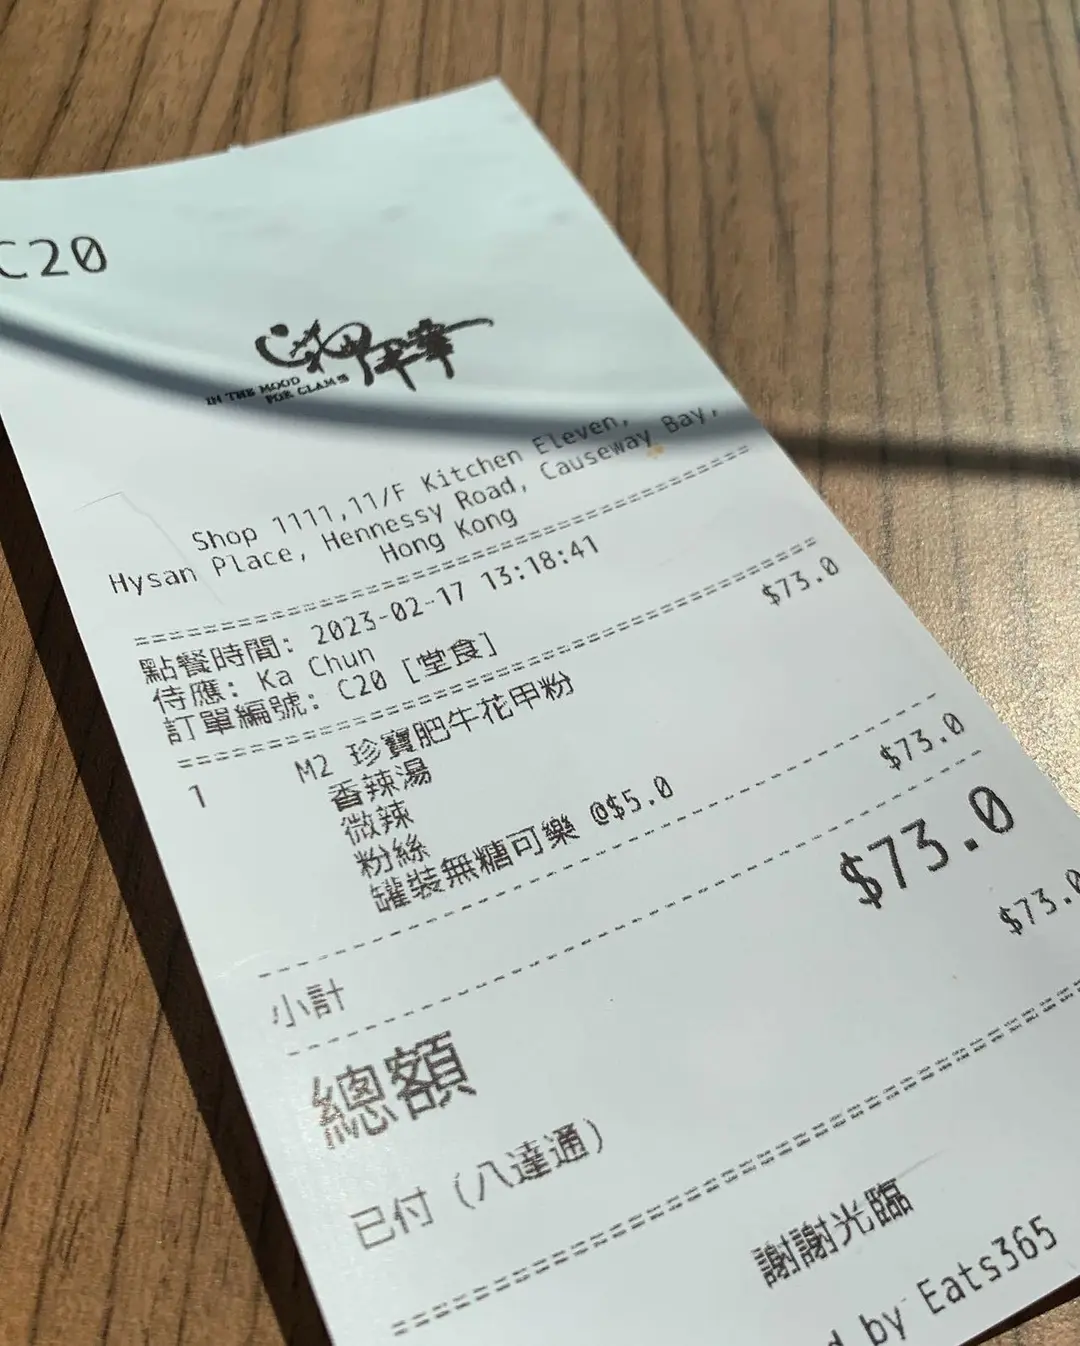 C20
IN THE MOOD
FOR CLAMS
Shop 1111,11/F Kitchen Eleven,
Hysan Place, Hennessy Road, Causeway Bay,
Hong Kong
點餐時間: 2023-02-17 13:18:41
侍應: Ka Chun
訂單編號: C20 [堂食]
1 M2 珍寶肥牛花甲粉 $73.0
香辣湯
微辣
粉絲
罐裝無糖可樂 @$5.0
小計 $73.0
總額 $73.0
已付 (八達通) $73.0
謝謝光臨
by Eats365